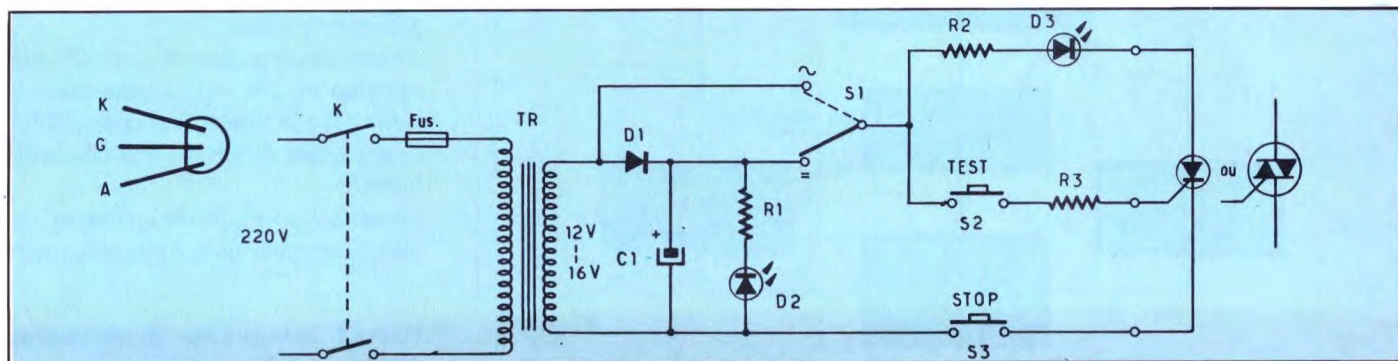 K
G
A
220V
K
Fus.
TR
12V
16V
D1
+
C1
-
R1
D2
~
S1
=
R2
D3
TEST
S2
R3
ou
STOP
S3